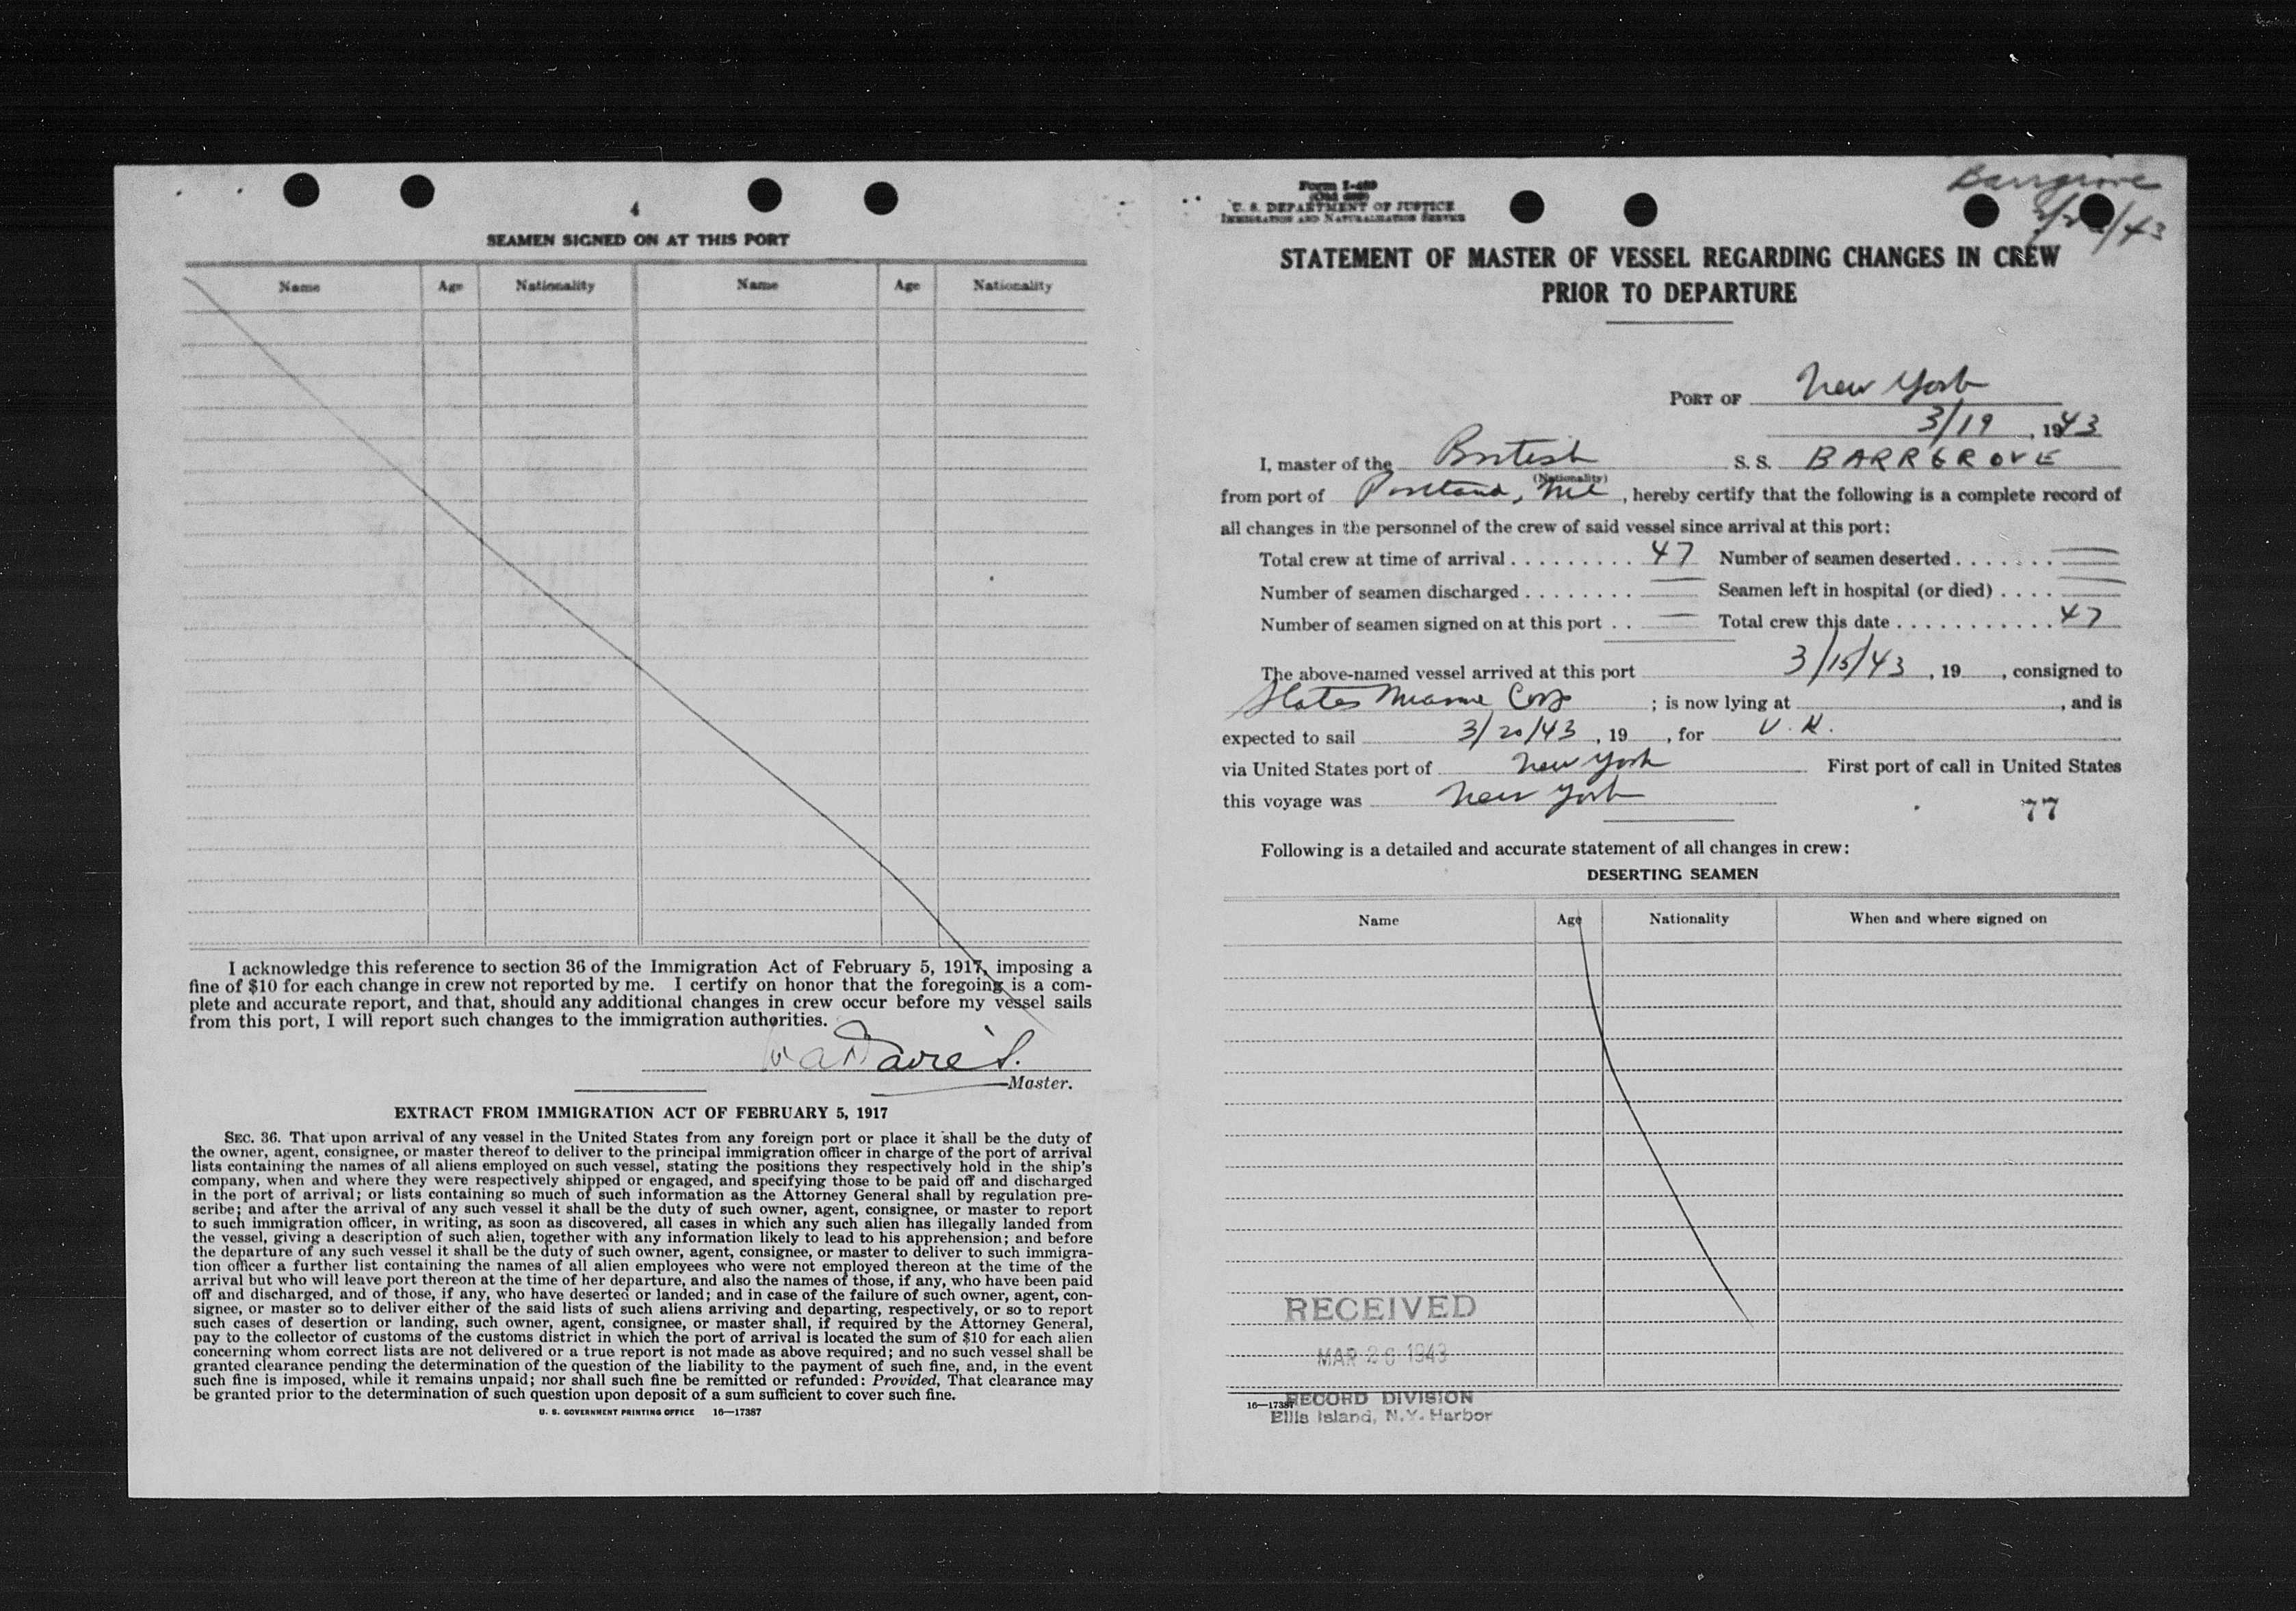 4
SEAMEN SIGNED ON AT THIS PORT
Name Age Nationality Name Age Nationality
I acknowledge this reference to section 36 of the Immigration Act of February 5, 1917, imposing a
fine of $10 for each change in crew not reported by me. I certify on honor that the foregoing is a com-
plete and accurate report, and that, should any additional changes in crew occur before my vessel sails
from this port, I will report such changes to the immigration authorities.
Davies.
Master.
EXTRACT FROM IMMIGRATION ACT OF FEBRUARY 5, 1917
SEC. 36. That upon arrival of any vessel in the United States from any foreign port or place it shall be the duty of
the owner, agent, consignee, or master thereof to deliver to the principal immigration officer in charge of the port of arrival
lists containing the names of all aliens employed on such vessel, stating the positions they respectively hold in the ship's
company, when and where they were respectively shipped or engaged, and specifying those to be paid off and discharged
in the port of arrival; or lists containing so much of such information as the Attorney General shall by regulation pre-
scribe; and after the arrival of any such vessel it shall be the duty of such owner, agent, consignee, or master to report
to such immigration officer, in writing, as soon as discovered, all cases in which any such alien has illegally landed from
the vessel, giving a description of such alien, together with any information likely to lead to his apprehension; and before
the departure of any such vessel it shall be the duty of such owner, agent, consignee, or master to deliver to such immigra-
tion officer a further list containing the names of all alien employees who were not employed thereon at the time of the
arrival but who will leave port thereon at the time of her departure, and also the names of those, if any, who have been paid
off and discharged, and of those, if any, who have deserted or landed; and in case of the failure of such owner, agent, con-
signee, or master so to deliver either of the said lists of such aliens arriving and departing, respectively, or so to report
such cases of desertion or landing, such owner, agent, consignee, or master shall, if required by the Attorney General,
pay to the collector of customs of the customs district in which the port of arrival is located the sum of $10 for each alien
concerning whom correct lists are not delivered or a true report is not made as above required; and no such vessel shall be
granted clearance pending the determination of the question of the liability to the payment of such fine, and, in the event
such fine is imposed, while it remains unpaid; nor shall such fine be remitted or refunded: Provided, That clearance may
be granted prior to the determination of such question upon deposit of a sum sufficient to cover such fine.
U. S. GOVERNMENT PRINTING OFFICE 16—17387
Barrgrove
/43
Form I-489
U. S. DEPARTMENT OF JUSTICE
IMMIGRATION AND NATURALIZATION SERVICE
STATEMENT OF MASTER OF VESSEL REGARDING CHANGES IN CREW
PRIOR TO DEPARTURE
PORT OF New York
3/19, 1943
I, master of the British S. S. BARRGROVE
(Nationality)
from port of Portland, Me, hereby certify that the following is a complete record of
all changes in the personnel of the crew of said vessel since arrival at this port:
Total crew at time of arrival . . . . . . . . . 47 Number of seamen deserted . . . . . . . —
Number of seamen discharged . . . . . . . . — Seamen left in hospital (or died) . . . . —
Number of seamen signed on at this port . . — Total crew this date . . . . . . . . . . . . 47
The above-named vessel arrived at this port 3/15/43, 19 , consigned to
States Marine Corp ; is now lying at , and is
expected to sail 3/20/43, 19 , for U.K.
via United States port of New York First port of call in United States
this voyage was New York
77
Following is a detailed and accurate statement of all changes in crew:
DESERTING SEAMEN
Name Age Nationality When and where signed on
RECEIVED
MAR 26 1943
16—17387 RECORD DIVISION
Ellis Island, N.Y. Harbor